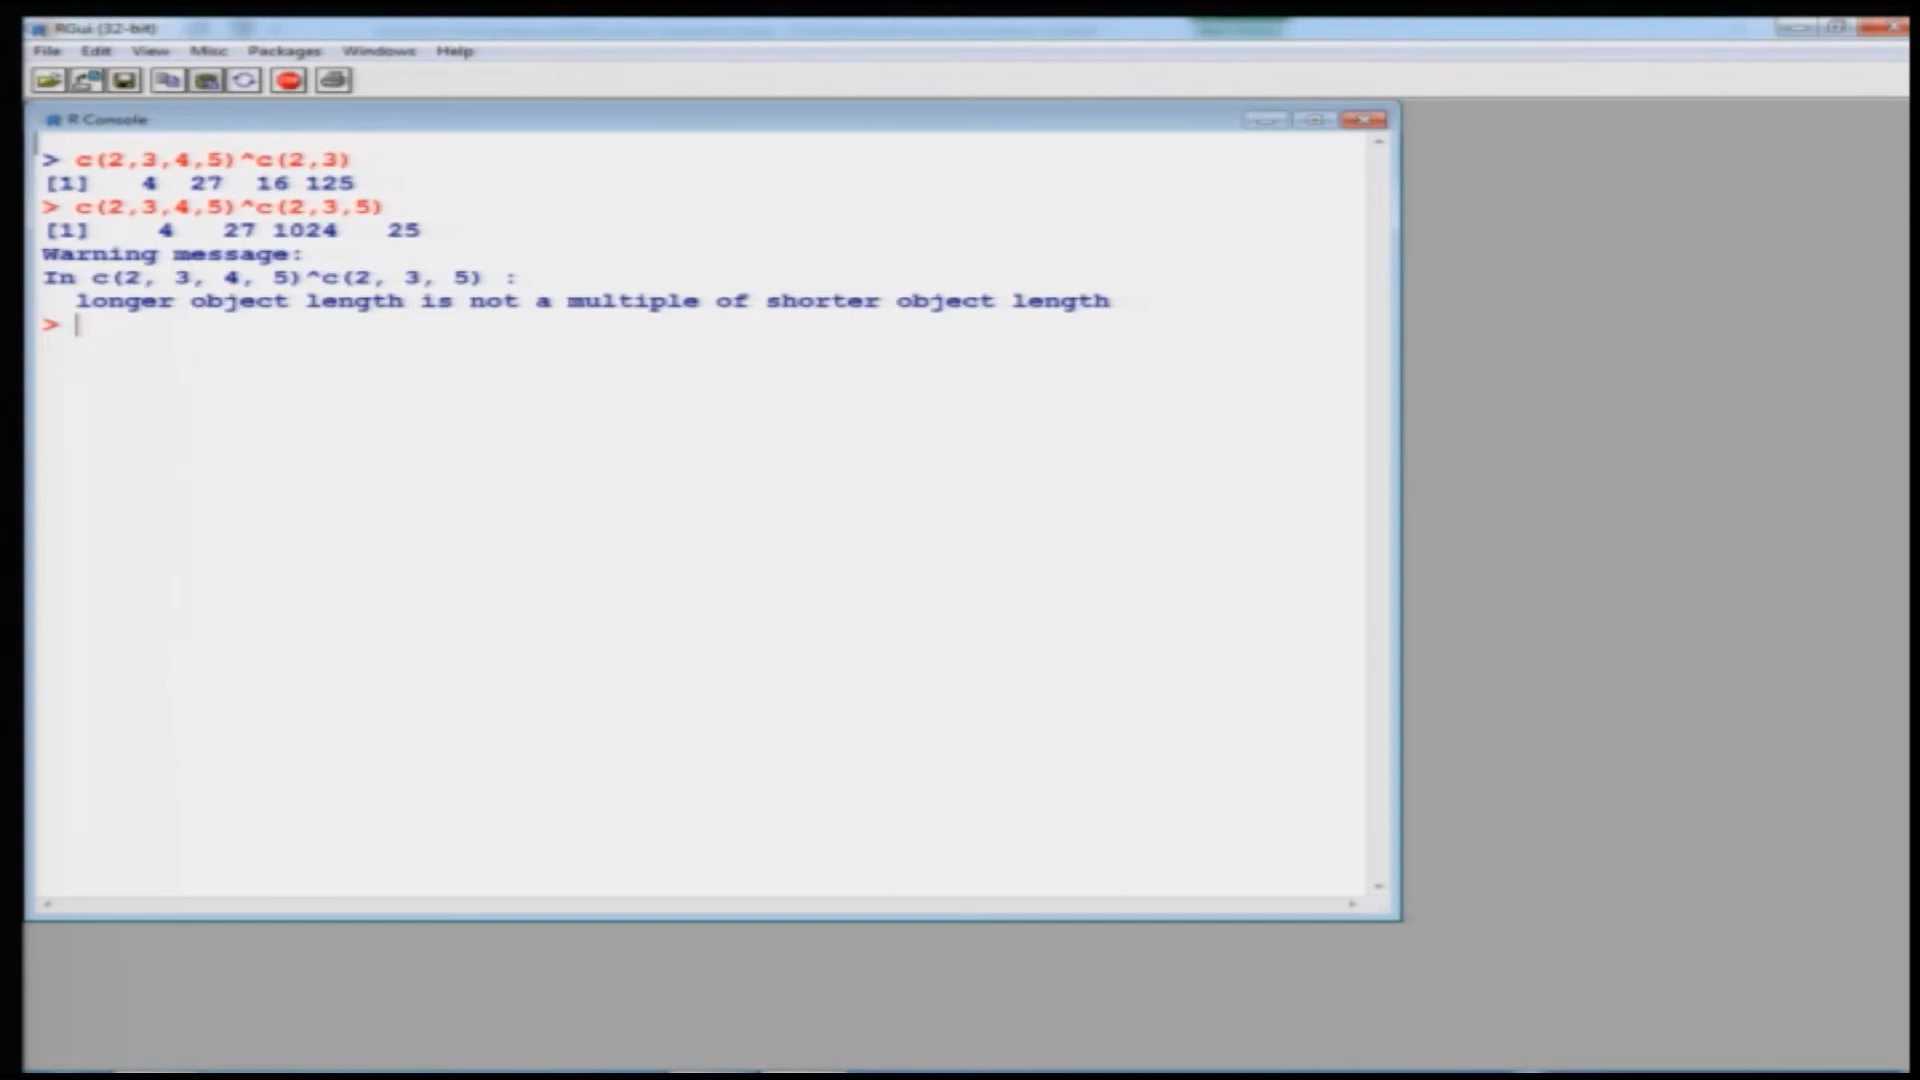 RGui (32-bit)
File Edit View Misc Packages Windows Help
R Console
> c(2,3,4,5)^c(2,3)
[1]   4  27  16 125
> c(2,3,4,5)^c(2,3,5)
[1]    4   27 1024   25
Warning message:
In c(2, 3, 4, 5)^c(2, 3, 5) :
  longer object length is not a multiple of shorter object length
>